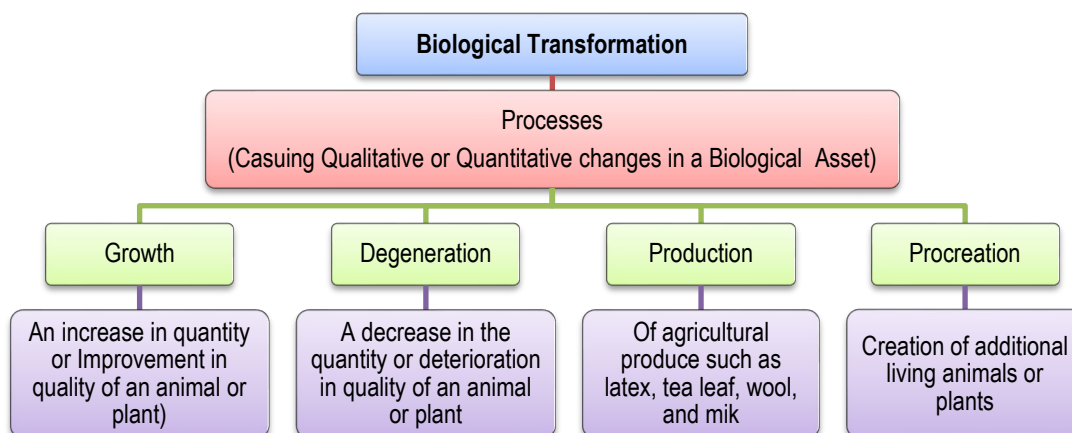 Biological Transformation
Processes
(Casuing Qualitative or Quantitative changes in a Biological Asset)
Growth
Degeneration
Production
Procreation
An increase in quantity
or Improvement in
quality of an animal or
plant)
A decrease in the
quantity or deterioration
in quality of an animal
or plant
Of agricultural
produce such as
latex, tea leaf, wool,
and mik
Creation of additional
living animals or
plants